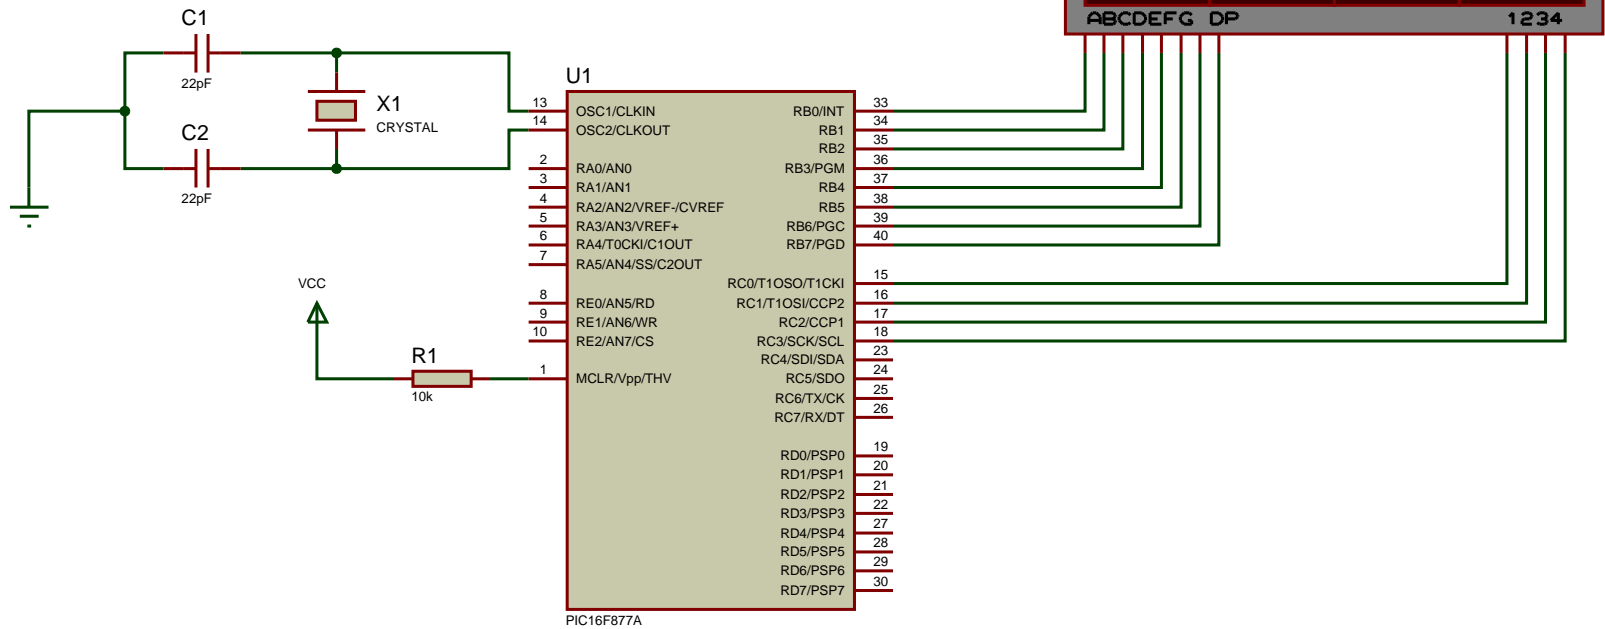 C1
22pF
C2
22pF
X1
CRYSTAL
ABCDEFG DP
1234
U1
13 OSC1/CLKIN
14 OSC2/CLKOUT
2 RA0/AN0
3 RA1/AN1
4 RA2/AN2/VREF-/CVREF
5 RA3/AN3/VREF+
6 RA4/T0CKI/C1OUT
7 RA5/AN4/SS/C2OUT
8 RE0/AN5/RD
9 RE1/AN6/WR
10 RE2/AN7/CS
1 MCLR/Vpp/THV
RB0/INT 33
RB1 34
RB2 35
RB3/PGM 36
RB4 37
RB5 38
RB6/PGC 39
RB7/PGD 40
RC0/T1OSO/T1CKI 15
RC1/T1OSI/CCP2 16
RC2/CCP1 17
RC3/SCK/SCL 18
RC4/SDI/SDA 23
RC5/SDO 24
RC6/TX/CK 25
RC7/RX/DT 26
RD0/PSP0 19
RD1/PSP1 20
RD2/PSP2 21
RD3/PSP3 22
RD4/PSP4 27
RD5/PSP5 28
RD6/PSP6 29
RD7/PSP7 30
PIC16F877A
VCC
R1
10k